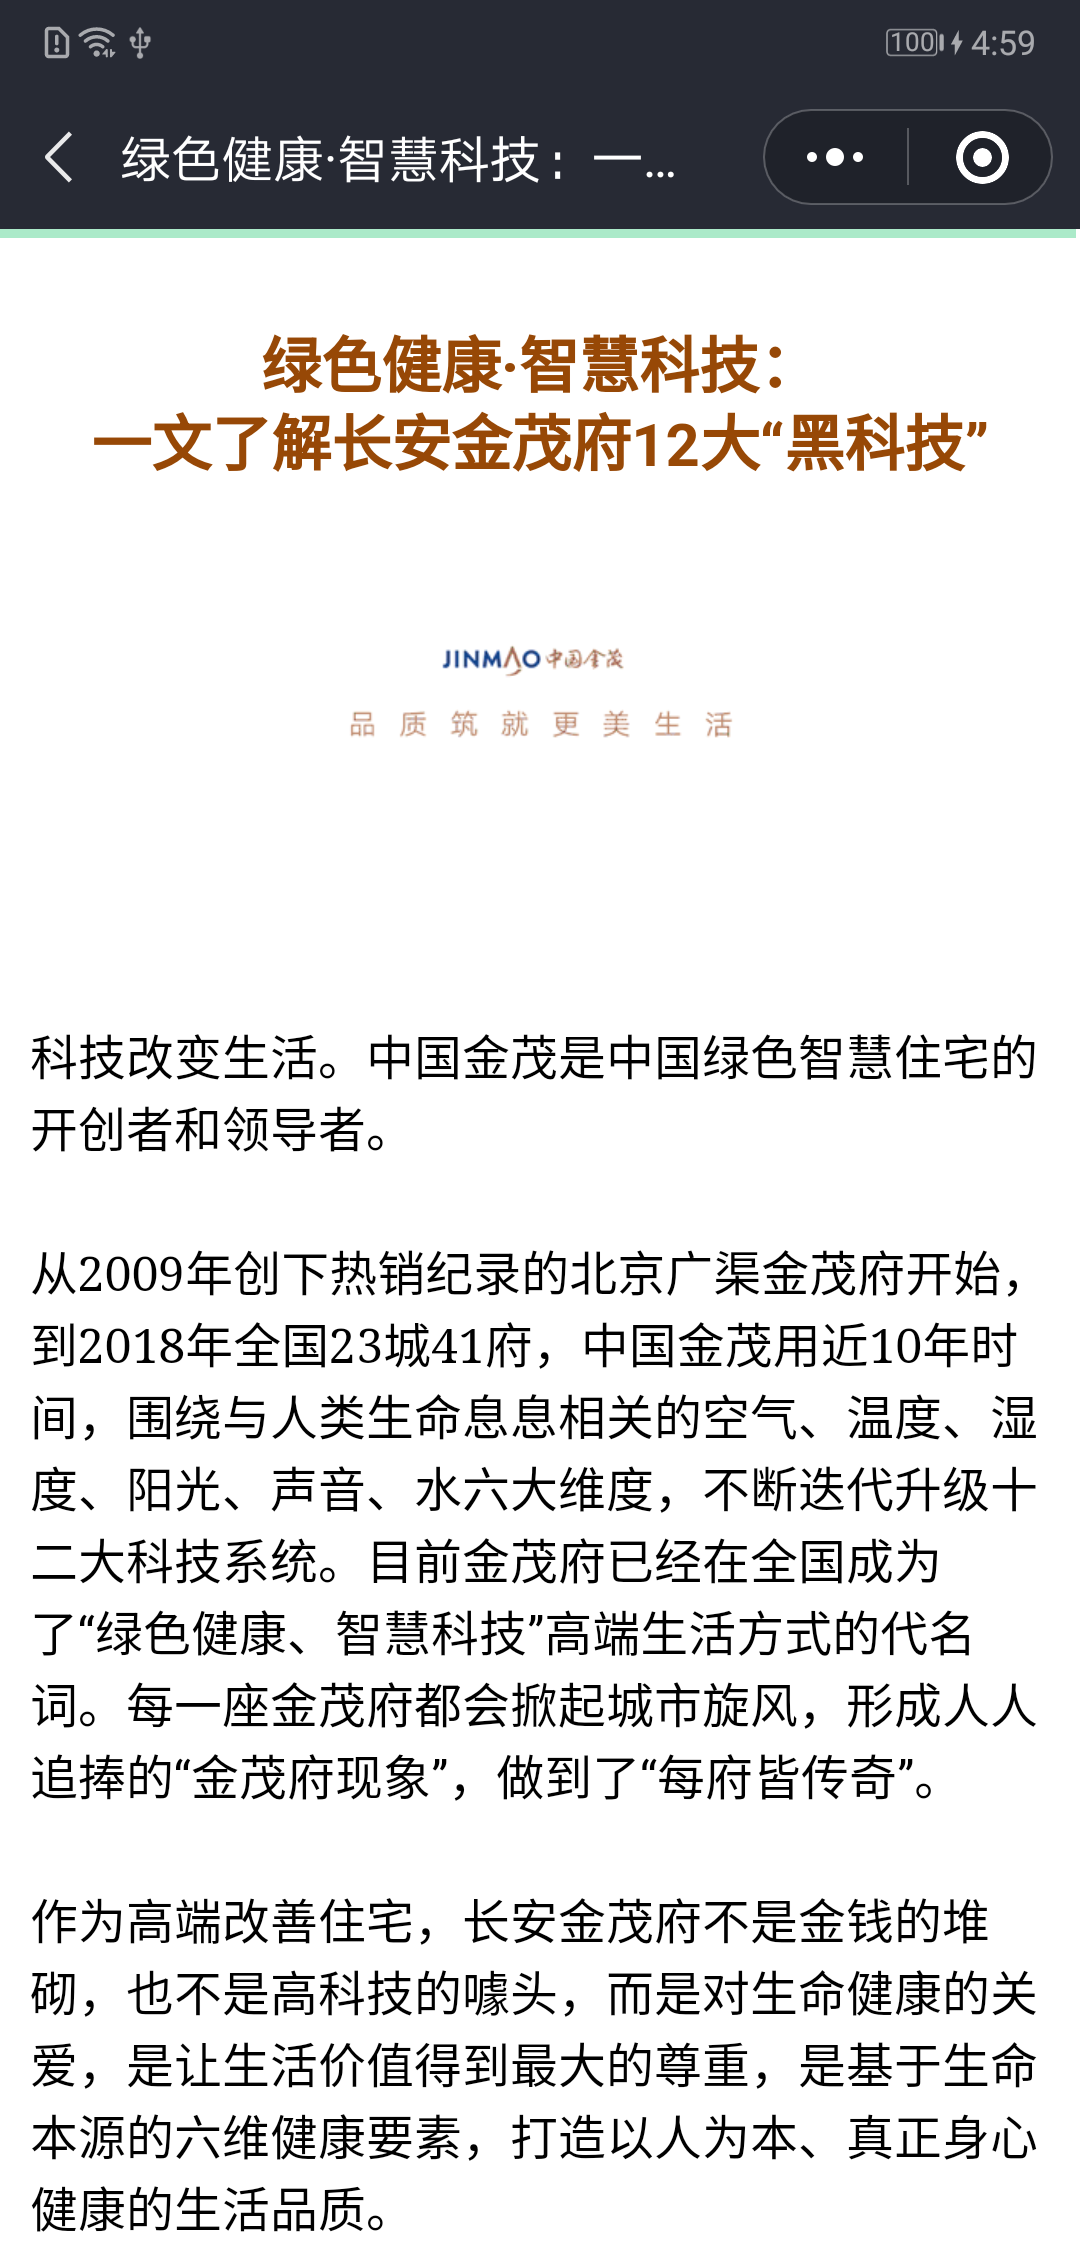 100 4:59
绿色健康·智慧科技：一...
绿色健康·智慧科技：
一文了解长安金茂府12大“黑科技”
JINMAO 中国金茂
品质筑就更美生活
科技改变生活。中国金茂是中国绿色智慧住宅的
开创者和领导者。
从2009年创下热销纪录的北京广渠金茂府开始，
到2018年全国23城41府，中国金茂用近10年时
间，围绕与人类生命息息相关的空气、温度、湿
度、阳光、声音、水六大维度，不断迭代升级十
二大科技系统。目前金茂府已经在全国成为
了“绿色健康、智慧科技”高端生活方式的代名
词。每一座金茂府都会掀起城市旋风，形成人人
追捧的“金茂府现象”，做到了“每府皆传奇”。
作为高端改善住宅，长安金茂府不是金钱的堆
砌，也不是高科技的噱头，而是对生命健康的关
爱，是让生活价值得到最大的尊重，是基于生命
本源的六维健康要素，打造以人为本、真正身心
健康的生活品质。